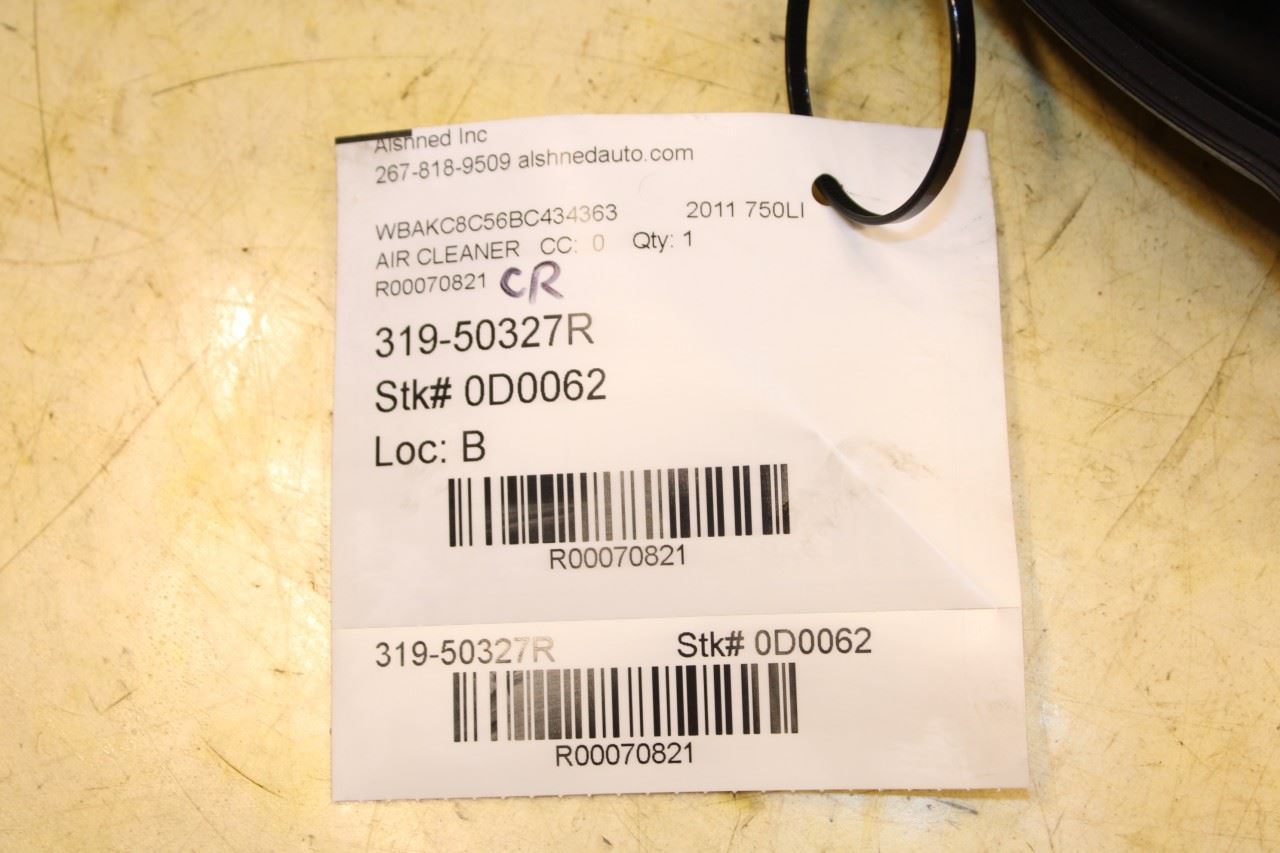 Alshned Inc
267-818-9509 alshnedauto.com
WBAKC8C56BC434363 2011 750LI
AIR CLEANER CC: 0 Qty: 1
R00070821 CR
319-50327R
Stk# 0D0062
Loc: B
R00070821
319-50327R Stk# 0D0062
R00070821